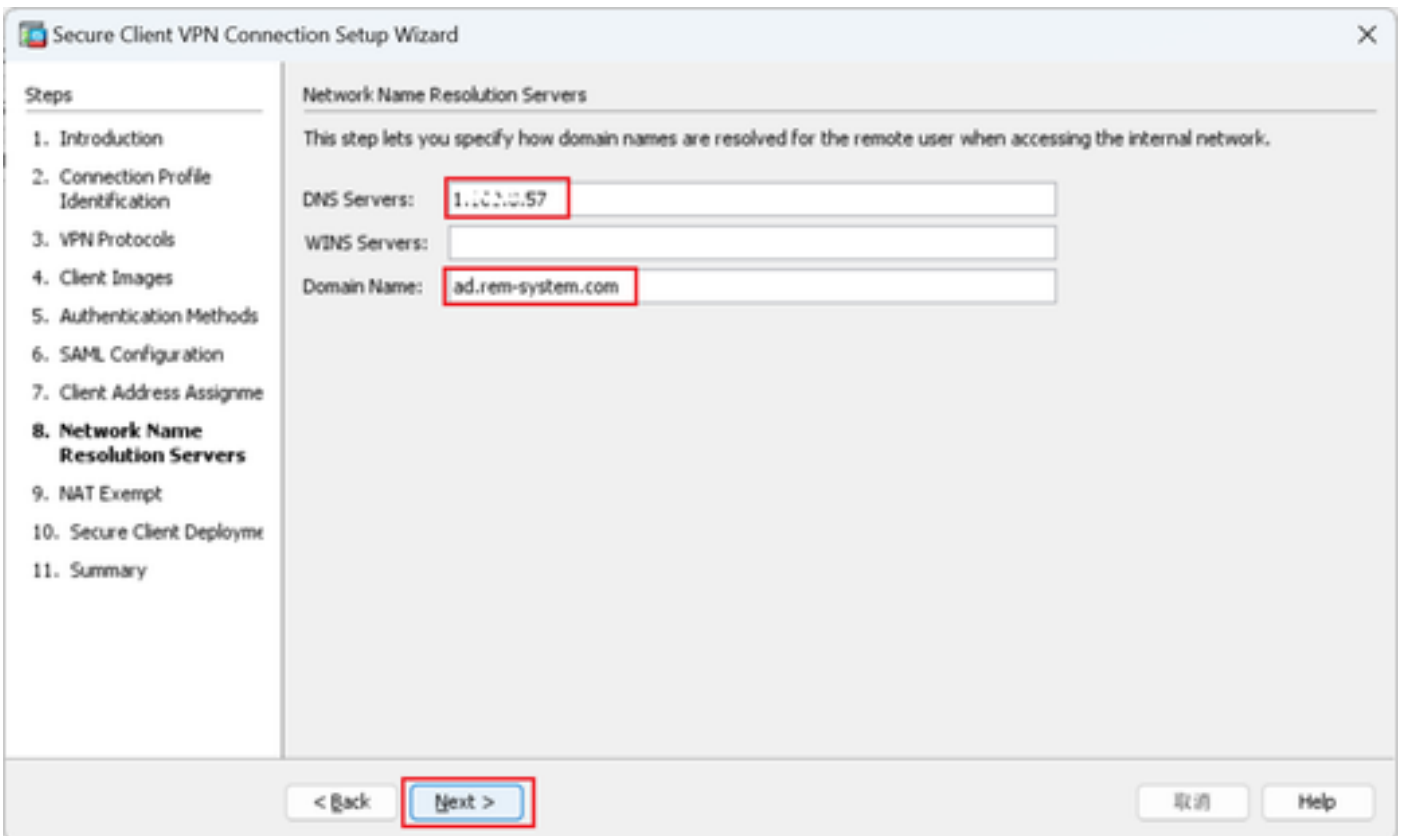 Secure Client VPN Connection Setup Wizard
Steps
1. Introduction
2. Connection Profile
Identification
3. VPN Protocols
4. Client Images
5. Authentication Methods
6. SAML Configuration
7. Client Address Assignme
8. Network Name
Resolution Servers
9. NAT Exempt
10. Secure Client Deployme
11. Summary
Network Name Resolution Servers
This step lets you specify how domain names are resolved for the remote user when accessing the internal network.
DNS Servers:
WINS Servers:
Domain Name: ad.rem-system.com
< Back
Next >
取消
Help